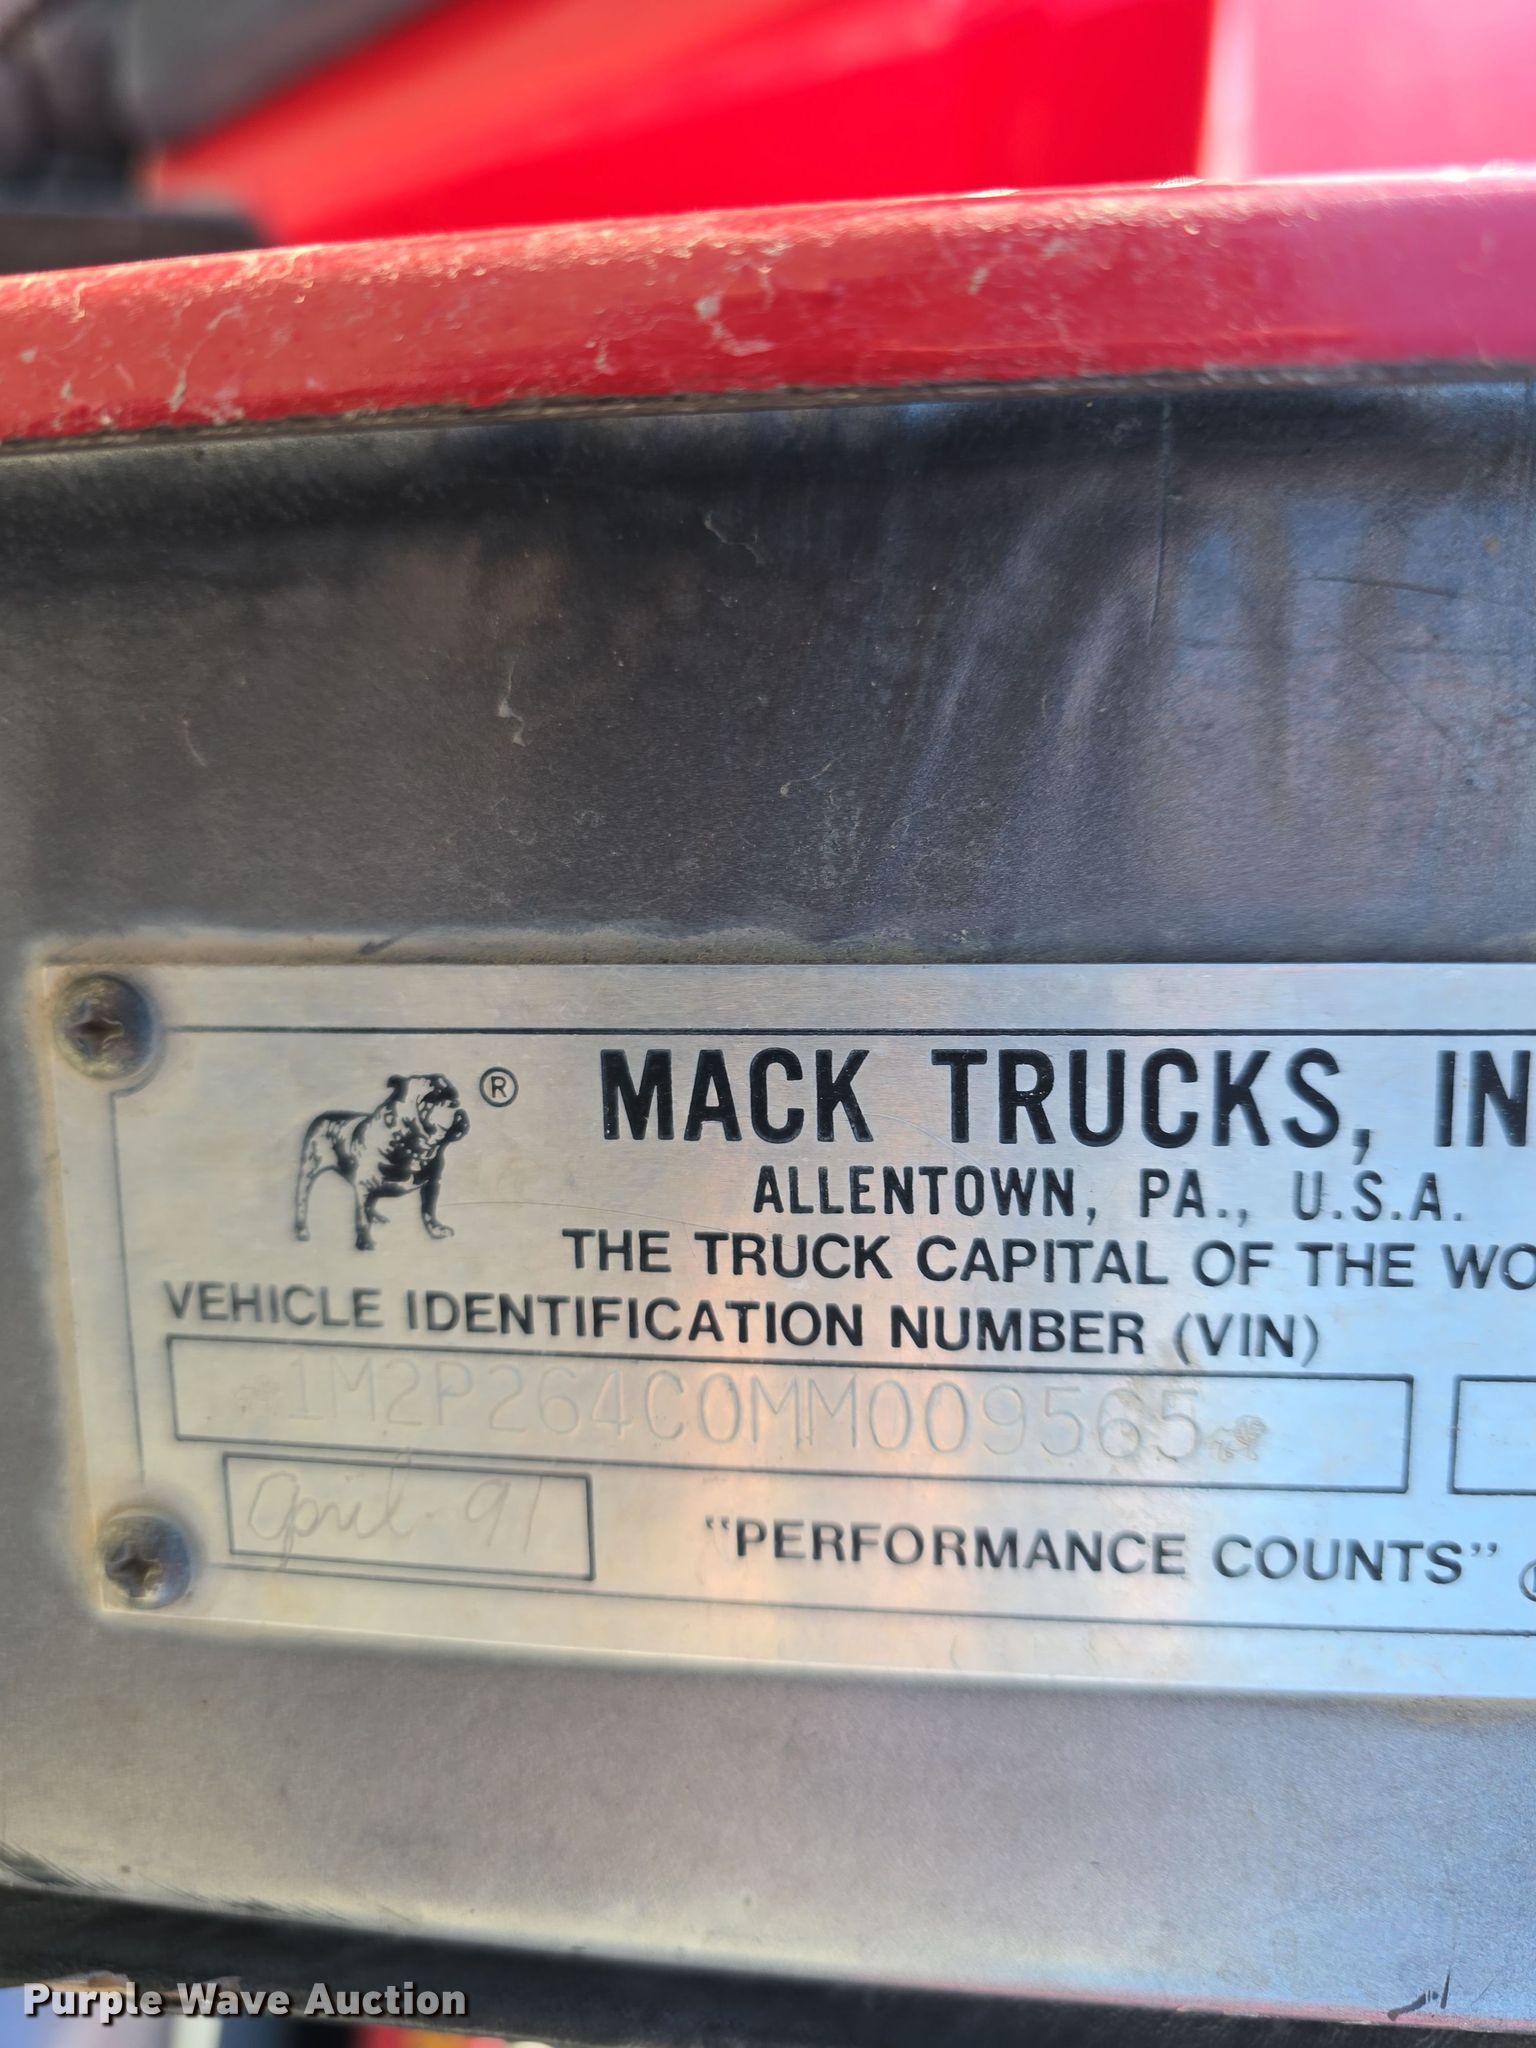 ®
MACK TRUCKS, IN
ALLENTOWN, PA., U.S.A.
THE TRUCK CAPITAL OF THE WO
VEHICLE IDENTIFICATION NUMBER (VIN)
1M2P264C0MM009565
April 91
"PERFORMANCE COUNTS" ®
Purple Wave Auction